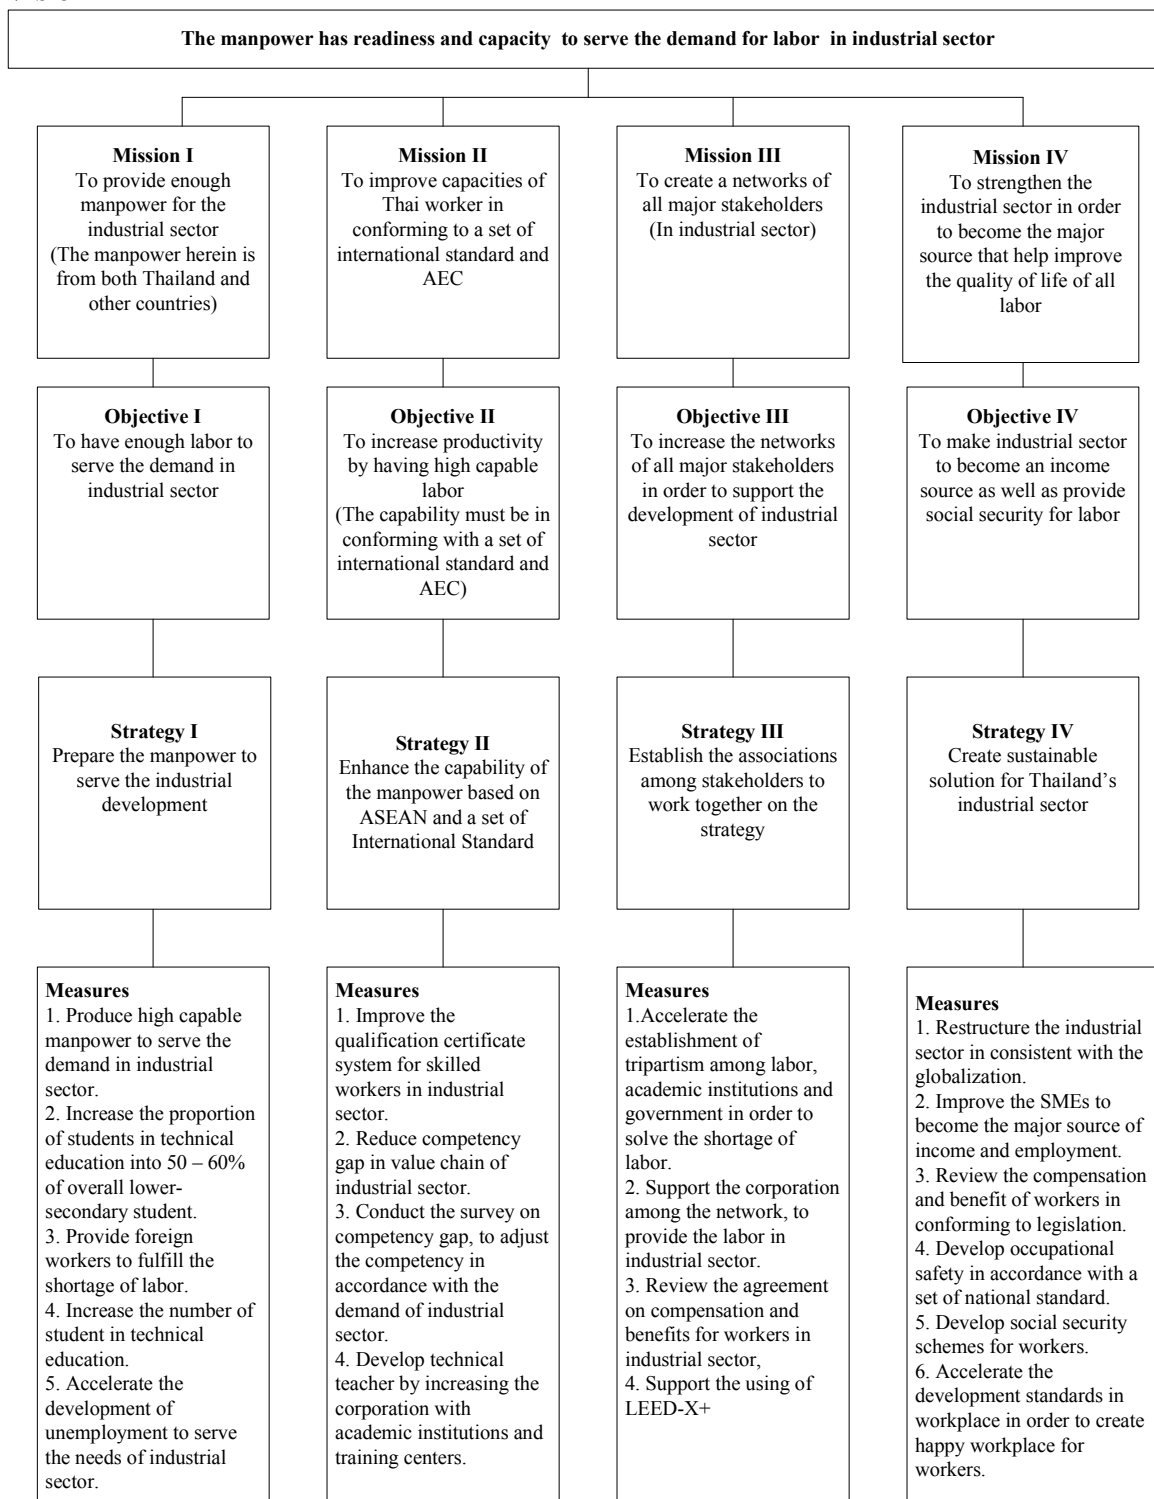 The manpower has readiness and capacity to serve the demand for labor in industrial sector
Mission I
To provide enough
manpower for the
industrial sector
(The manpower herein is
from both Thailand and
other countries)
Mission II
To improve capacities of
Thai worker in
conforming to a set of
international standard and
AEC
Mission III
To create a networks of
all major stakeholders
(In industrial sector)
Mission IV
To strengthen the
industrial sector in order
to become the major
source that help improve
the quality of life of all
labor
Objective I
To have enough labor to
serve the demand in
industrial sector
Objective II
To increase productivity
by having high capable
labor
(The capability must be in
conforming with a set of
international standard and
AEC)
Objective III
To increase the networks
of all major stakeholders
in order to support the
development of industrial
sector
Objective IV
To make industrial sector
to become an income
source as well as provide
social security for labor
Strategy I
Prepare the manpower to
serve the industrial
development
Strategy II
Enhance the capability of
the manpower based on
ASEAN and a set of
International Standard
Strategy III
Establish the associations
among stakeholders to
work together on the
strategy
Strategy IV
Create sustainable
solution for Thailand's
industrial sector
Measures
1. Produce high capable
manpower to serve the
demand in industrial
sector.
2. Increase the proportion
of students in technical
education into 50 – 60%
of overall lower-
secondary student.
3. Provide foreign
workers to fulfill the
shortage of labor.
4. Increase the number of
student in technical
education.
5. Accelerate the
development of
unemployment to serve
the needs of industrial
sector.
Measures
1. Improve the
qualification certificate
system for skilled
workers in industrial
sector.
2. Reduce competency
gap in value chain of
industrial sector.
3. Conduct the survey on
competency gap, to adjust
the competency in
accordance with the
demand of industrial
sector.
4. Develop technical
teacher by increasing the
corporation with
academic institutions and
training centers.
Measures
1.Accelerate the
establishment of
tripartism among labor,
academic institutions and
government in order to
solve the shortage of
labor.
2. Support the corporation
among the network, to
provide the labor in
industrial sector.
3. Review the agreement
on compensation and
benefits for workers in
industrial sector,
4. Support the using of
LEED-X+
Measures
1. Restructure the industrial
sector in consistent with the
globalization.
2. Improve the SMEs to
become the major source of
income and employment.
3. Review the compensation
and benefit of workers in
conforming to legislation.
4. Develop occupational
safety in accordance with a
set of national standard.
5. Develop social security
schemes for workers.
6. Accelerate the
development standards in
workplace in order to create
happy workplace for
workers.